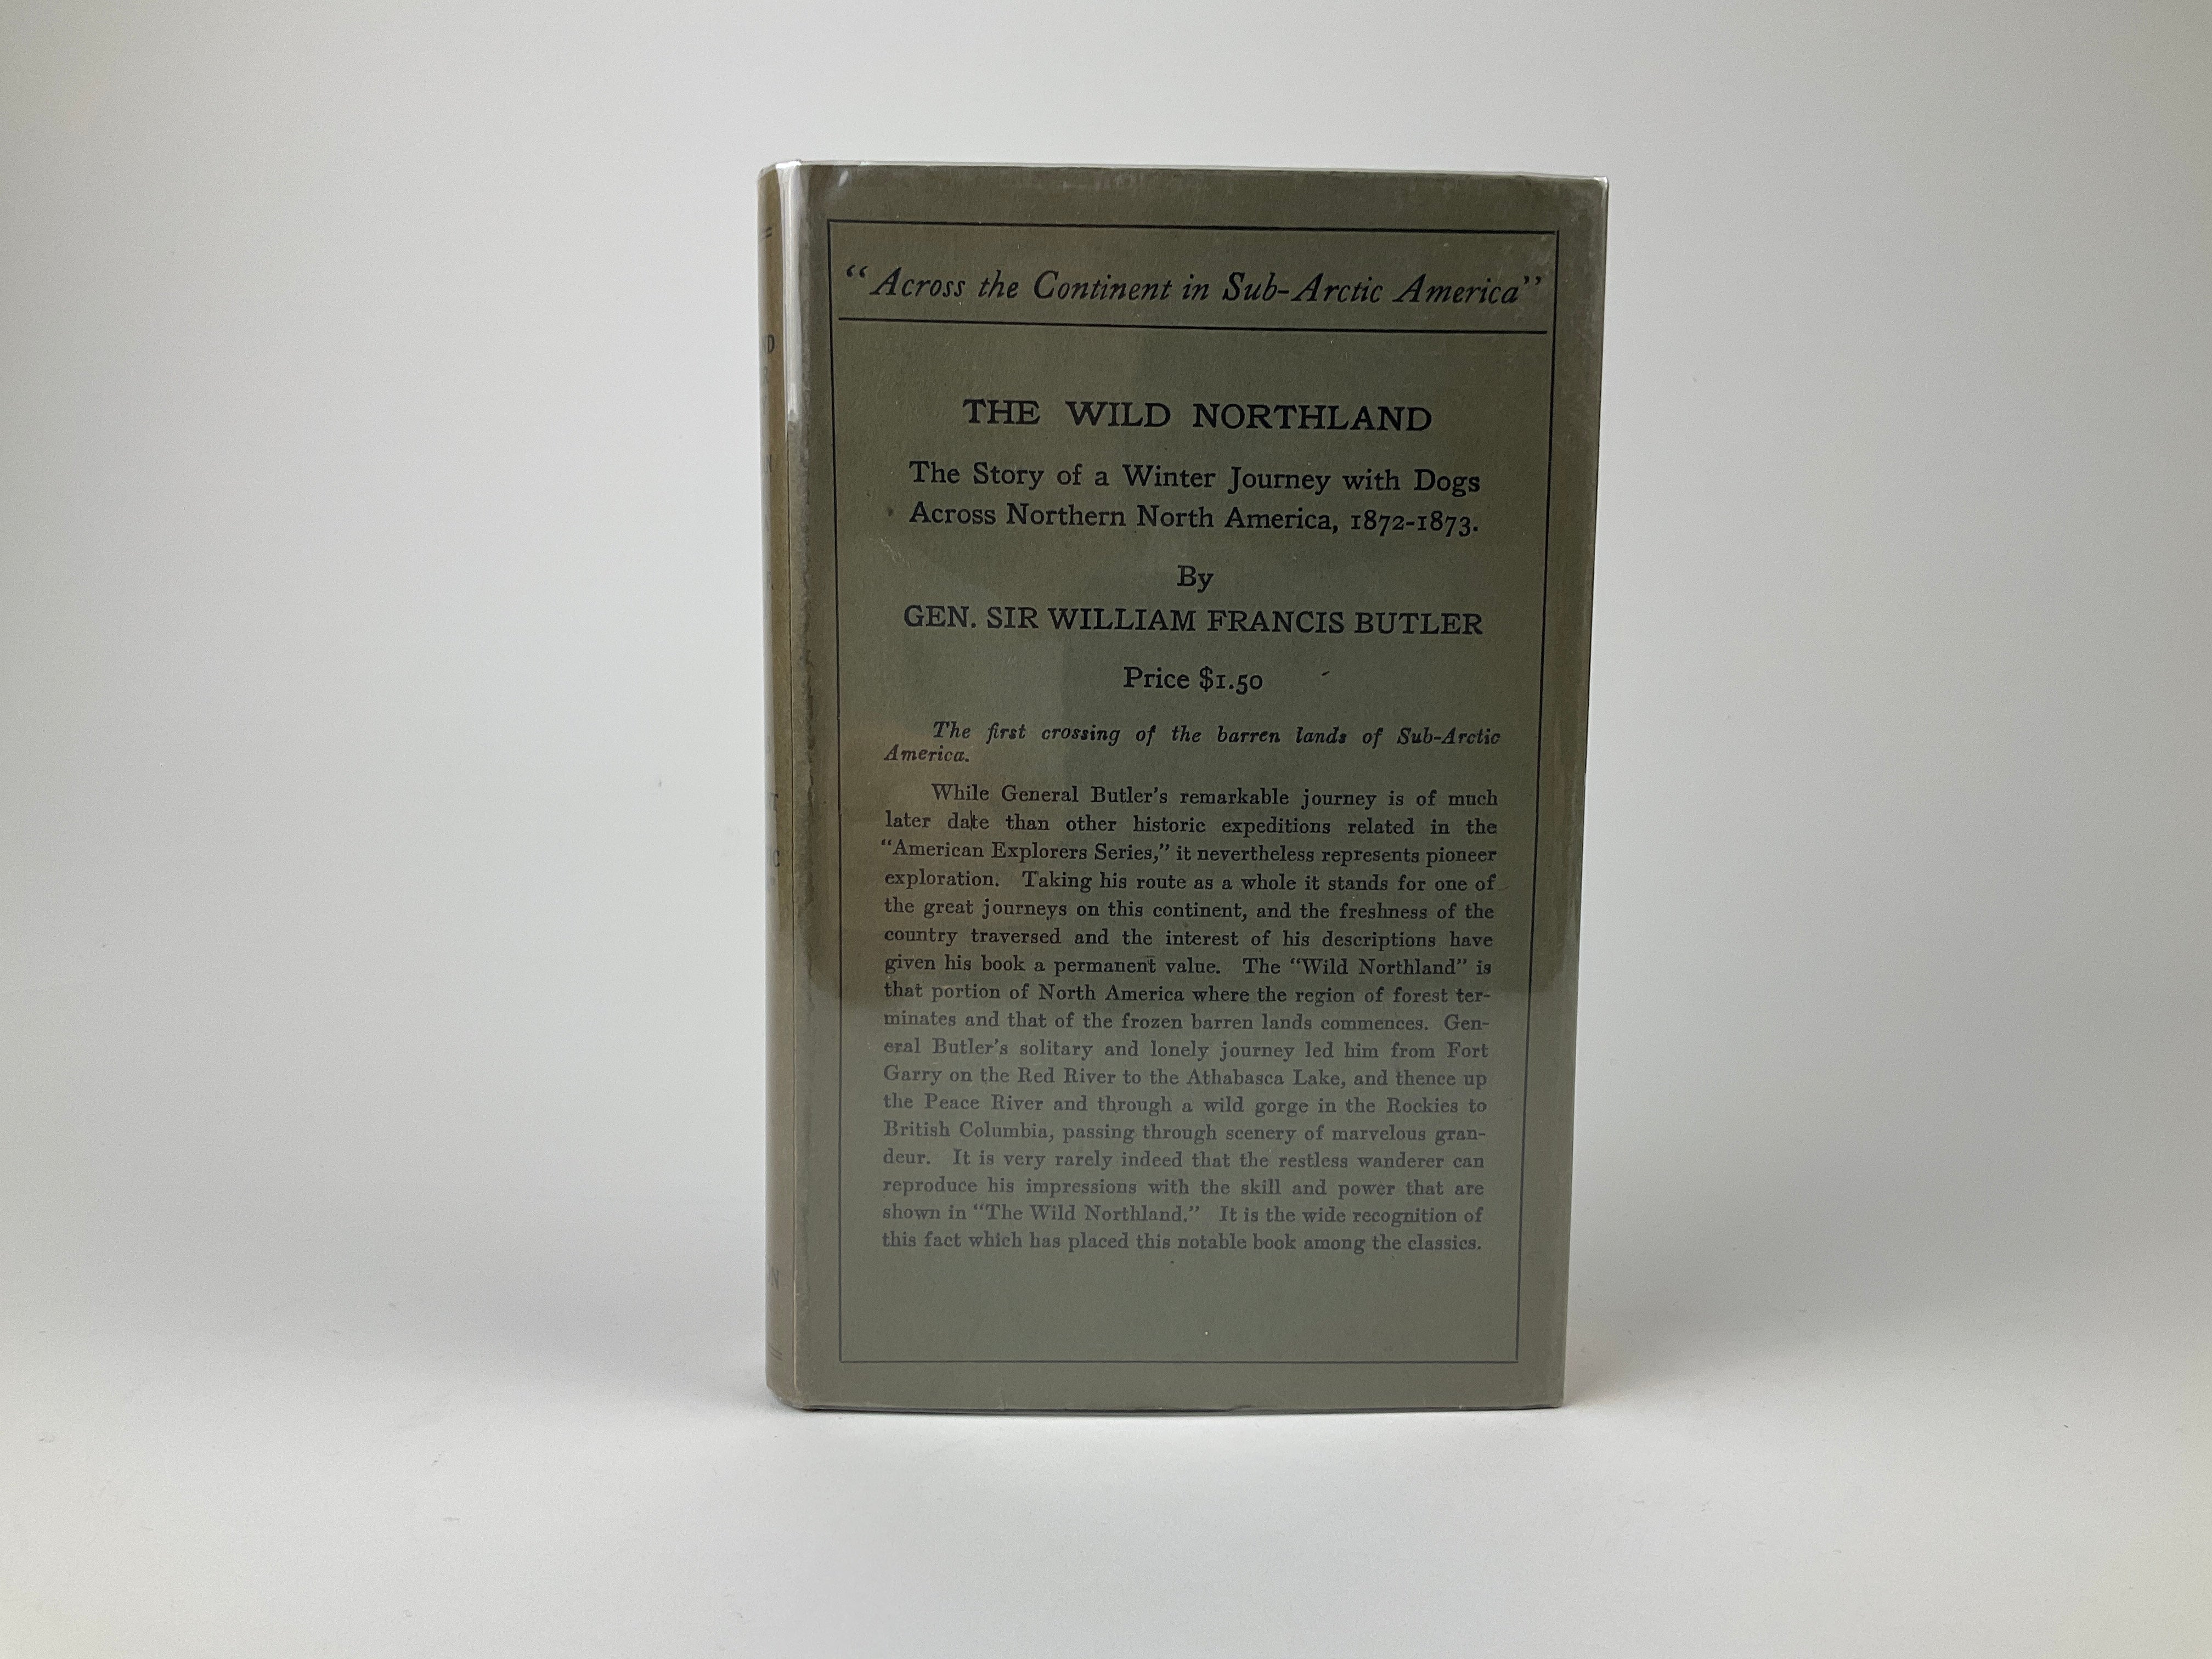 “Across the Continent in Sub-Arctic America”
THE WILD NORTHLAND
The Story of a Winter Journey with Dogs
Across Northern North America, 1872-1873.
By
GEN. SIR WILLIAM FRANCIS BUTLER
Price $1.50
The first crossing of the barren lands of Sub-Arctic
America.
While General Butler’s remarkable journey is of much
later date than other historic expeditions related in the
“American Explorers Series,” it nevertheless represents pioneer
exploration. Taking his route as a whole it stands for one of
the great journeys on this continent, and the freshness of the
country traversed and the interest of his descriptions have
given his book a permanent value. The “Wild Northland” is
that portion of North America where the region of forest ter-
minates and that of the frozen barren lands commences. Gen-
eral Butler’s solitary and lonely journey led him from Fort
Garry on the Red River to the Athabasca Lake, and thence up
the Peace River and through a wild gorge in the Rockies to
British Columbia, passing through scenery of marvelous gran-
deur. It is very rarely indeed that the restless wanderer can
reproduce his impressions with the skill and power that are
shown in “The Wild Northland.” It is the wide recognition of
this fact which has placed this notable book among the classics.